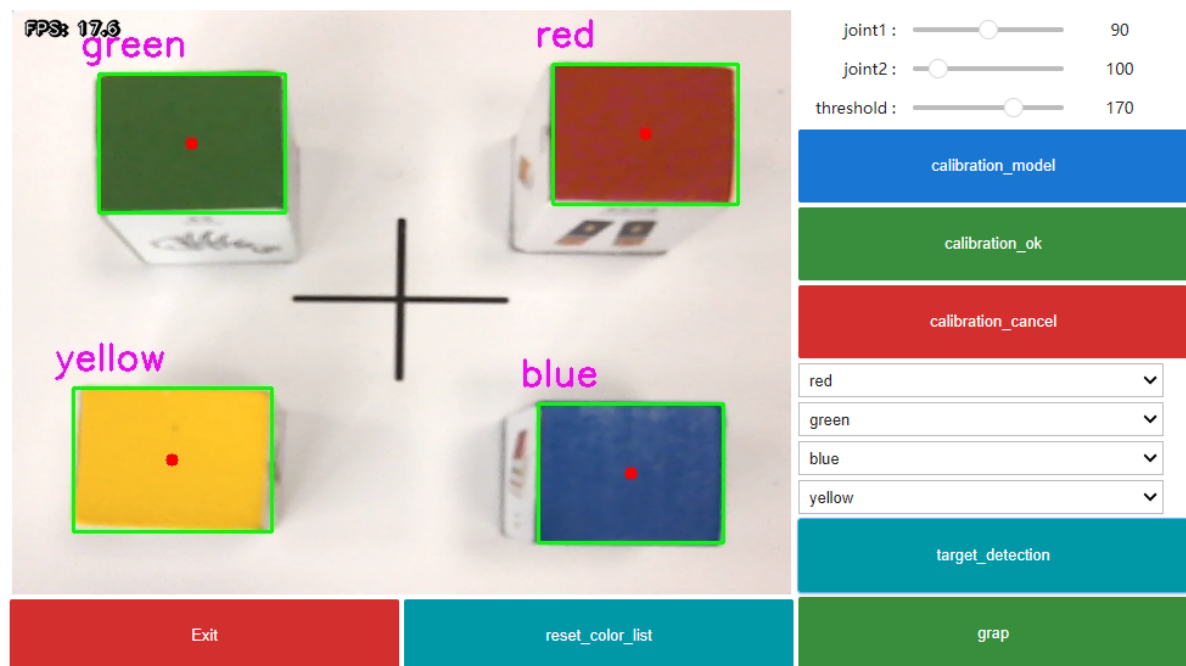 FPS: 17.6
green
red
yellow
blue
joint1 :
90
joint2 :
100
threshold :
170
calibration_model
calibration_ok
calibration_cancel
red
green
blue
yellow
target_detection
grap
Exit
reset_color_list